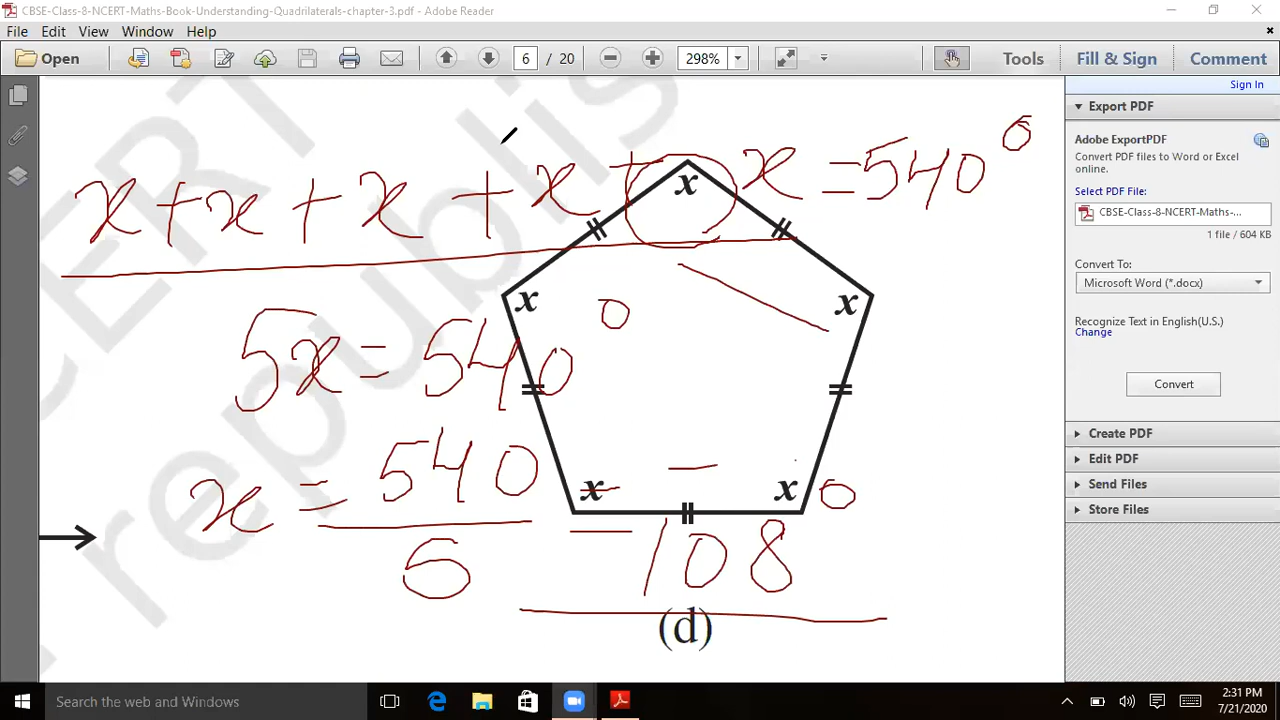 CBSE-Class-8-NCERT-Maths-Book-Understanding-Quadrilaterals-chapter-3.pdf - Adobe Reader
File Edit View Window Help
Open 6 / 20 298% Tools Fill & Sign Comment
Sign In
Export PDF
Adobe ExportPDF
Convert PDF files to Word or Excel online.
Select PDF File:
CBSE-Class-8-NCERT-Maths-...
1 file / 604 KB
Convert To:
Microsoft Word (*.docx)
Recognize Text in English(U.S.)
Change
Convert
Create PDF
Edit PDF
Send Files
Store Files
NCERT
republis
x + x + x + x + x = 540°
x
x x
5x = 540°
x x
x = 540 / 5 = 108°
(d)
Search the web and Windows
2:31 PM
7/21/2020